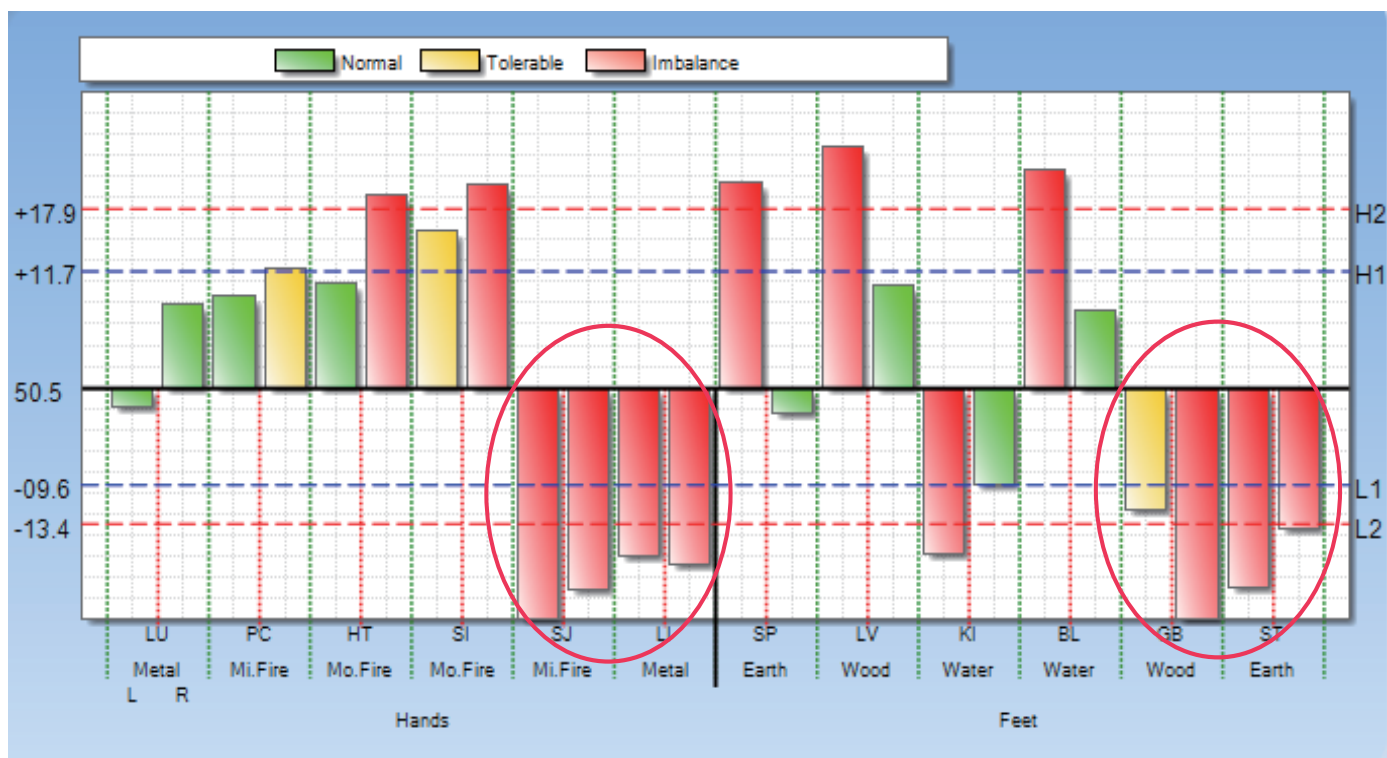 Normal Tolerable Imbalance
+17.9 H2
+11.7 H1
50.5
-09.6 L1
-13.4 L2
LU PC HT SI SJ LI SP LV KI BL GB ST
Metal Mi.Fire Mo.Fire Mo.Fire Mi.Fire Metal Earth Wood Water Water Wood Earth
L R
Hands Feet